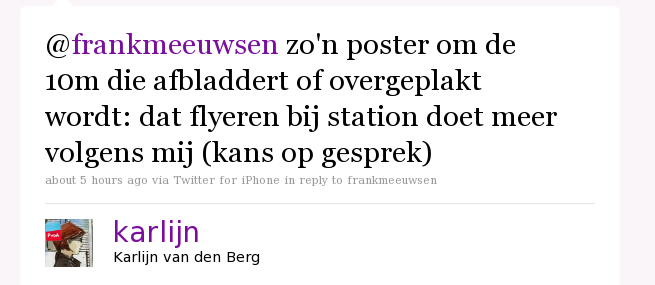 @frankmeeuwsen zo'n poster om de
10m die afbladdert of overgeplakt
wordt: dat flyeren bij station doet meer
volgens mij (kans op gesprek)
about 5 hours ago via Twitter for iPhone in reply to frankmeeuwsen
PvdA
karlijn
Karlijn van den Berg